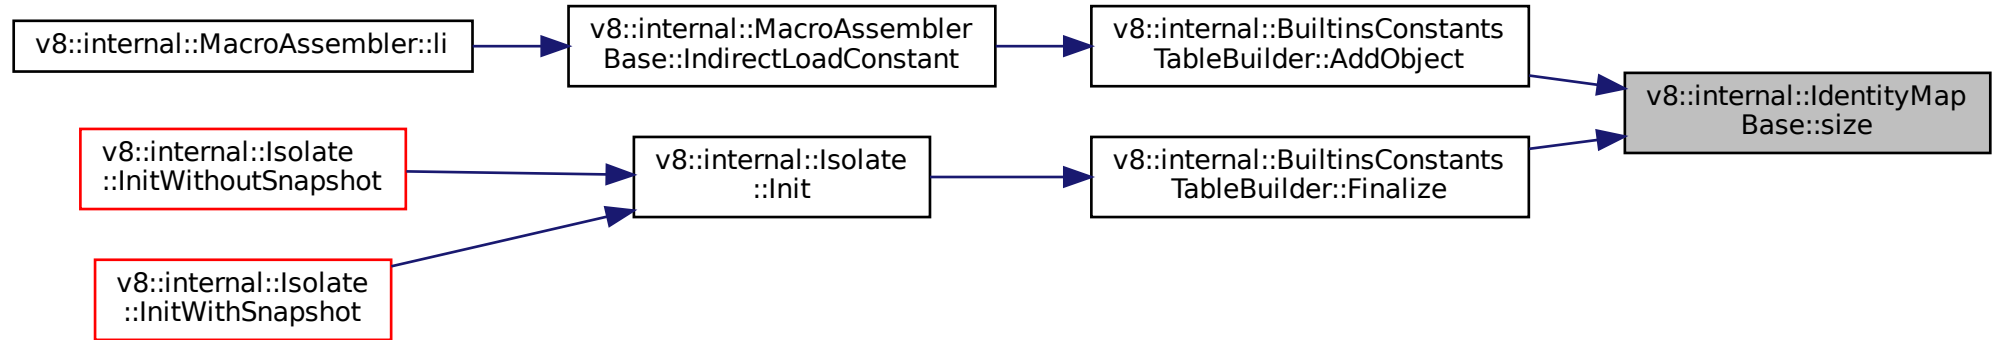 v8::internal::MacroAssembler::li
v8::internal::MacroAssembler
Base::IndirectLoadConstant
v8::internal::BuiltinsConstants
TableBuilder::AddObject
v8::internal::IdentityMap
Base::size
v8::internal::Isolate
::InitWithoutSnapshot
v8::internal::Isolate
::Init
v8::internal::BuiltinsConstants
TableBuilder::Finalize
v8::internal::Isolate
::InitWithSnapshot